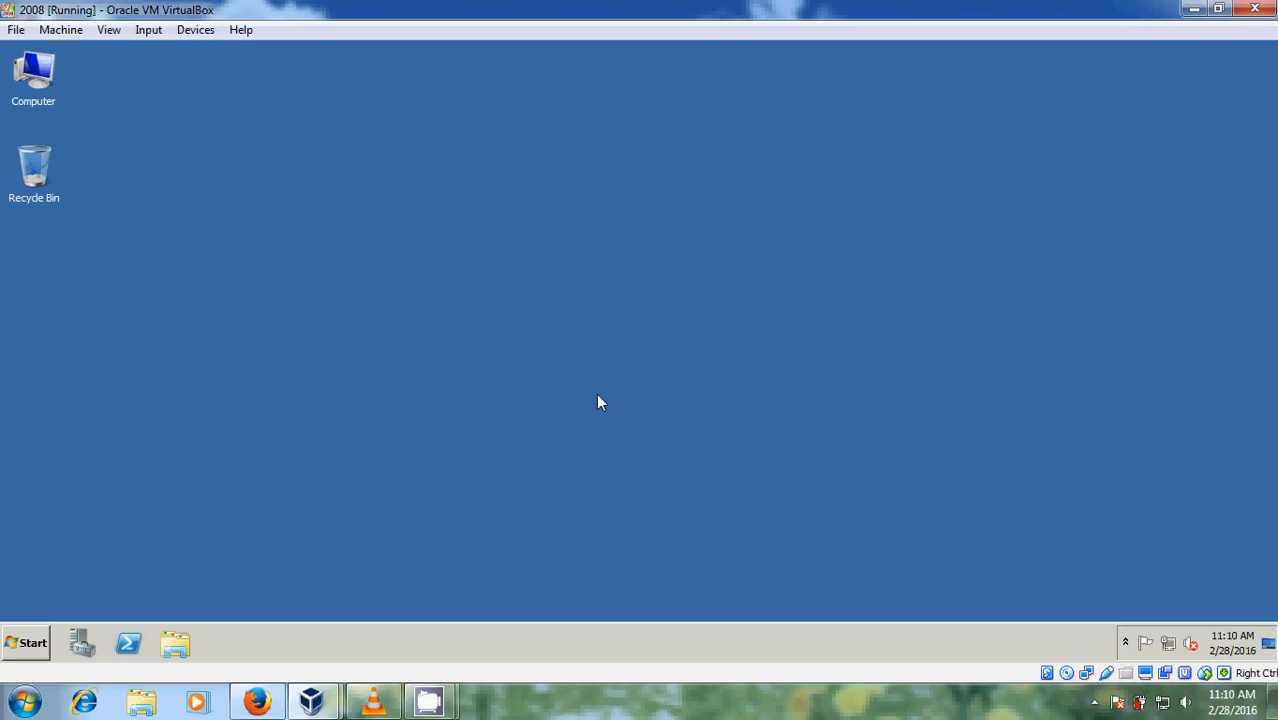 2008 [Running] - Oracle VM VirtualBox
File Machine View Input Devices Help
Computer
Recycle Bin
Start
11:10 AM
2/28/2016
Right Ctrl
11:10 AM
2/28/2016